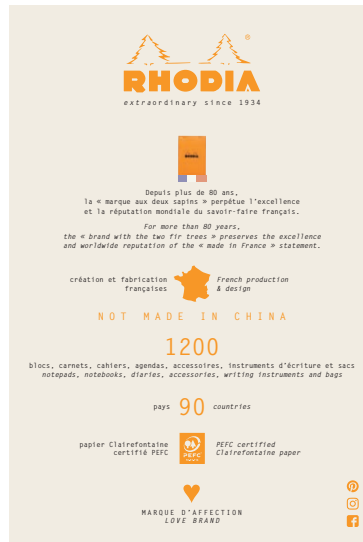 ®
RHODIA
extraordinary since 1934
RHODIA
Depuis plus de 80 ans,
la « marque aux deux sapins » perpétue l'excellence
et la réputation mondiale du savoir-faire français.
For more than 80 years,
the « brand with the two fir trees » preserves the excellence
and worldwide reputation of the « made in France » statement.
création et fabrication
françaises
French production
& design
NOT MADE IN CHINA
1200
blocs, carnets, cahiers, agendas, accessoires, instruments d'écriture et sacs
notepads, notebooks, diaries, accessories, writing instruments and bags
pays 90 countries
papier Clairefontaine
certifié PEFC
PEFC
PEFC certified
Clairefontaine paper
MARQUE D'AFFECTION
LOVE BRAND